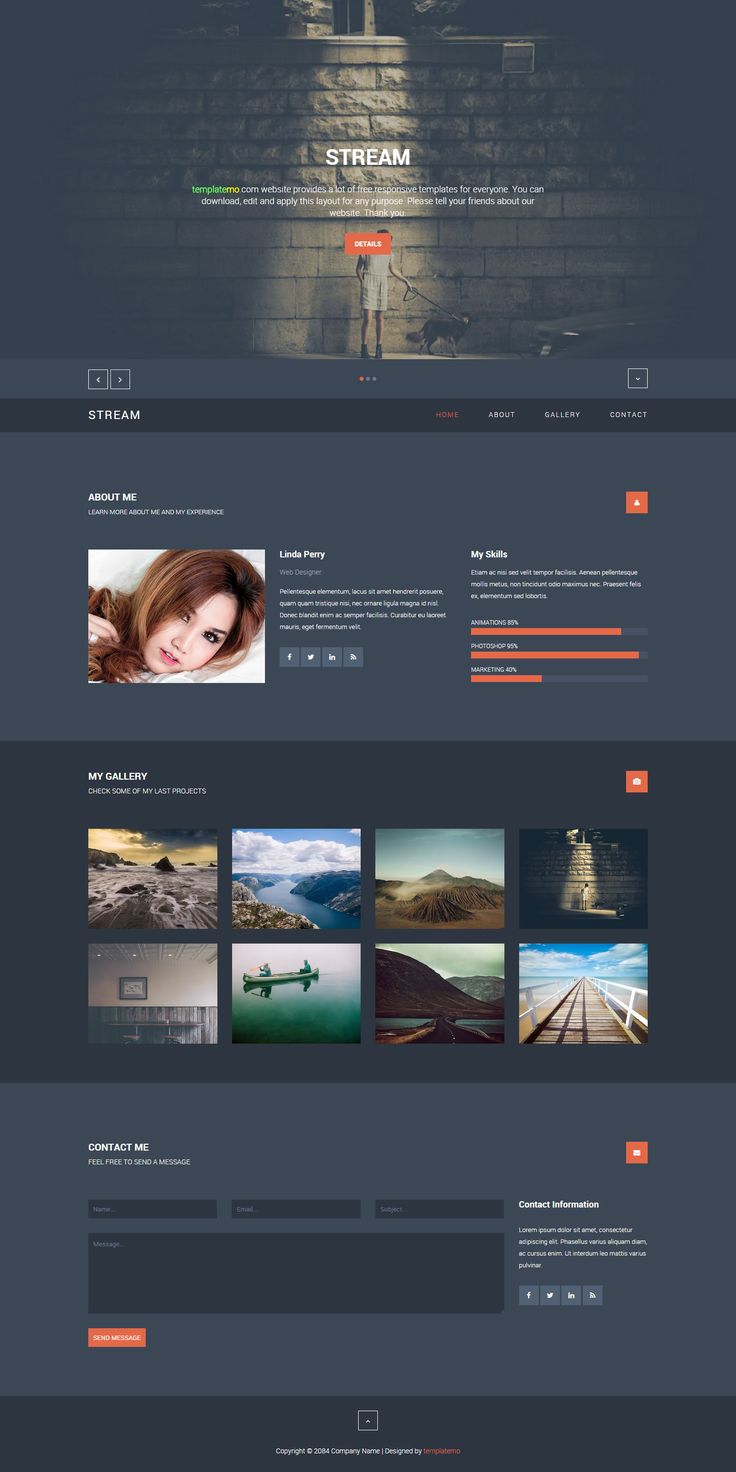 STREAM
templatemo.com website provides a lot of free responsive templates for everyone. You can
download, edit and apply this layout for any purpose. Please tell your friends about our
website. Thank you.
DETAILS
STREAM
HOME
ABOUT
GALLERY
CONTACT
ABOUT ME
LEARN MORE ABOUT ME AND MY EXPERIENCE
Linda Perry
Web Designer
Pellentesque elementum, lacus sit amet hendrerit posuere,
quam quam tristique nisi, nec ornare ligula magna id nisl.
Donec blandit enim ac semper facilisis. Curabitur eu laoreet
mauris, eget fermentum velit.
My Skills
Etiam ac nisi sed velit tempor facilisis. Aenean pellentesque
mollis metus, non tincidunt odio maximus nec. Praesent felis
ex, elementum sed lobortis.
ANIMATIONS 85%
PHOTOSHOP 95%
MARKETING 40%
MY GALLERY
CHECK SOME OF MY LAST PROJECTS
CONTACT ME
FEEL FREE TO SEND A MESSAGE
Name...
Email...
Subject...
Message...
SEND MESSAGE
Contact Information
Lorem ipsum dolor sit amet, consectetur
adipiscing elit. Phasellus varius aliquam diam,
ac cursus enim. Ut interdum leo mattis varius
pulvinar.
Copyright © 2084 Company Name | Designed by templatemo